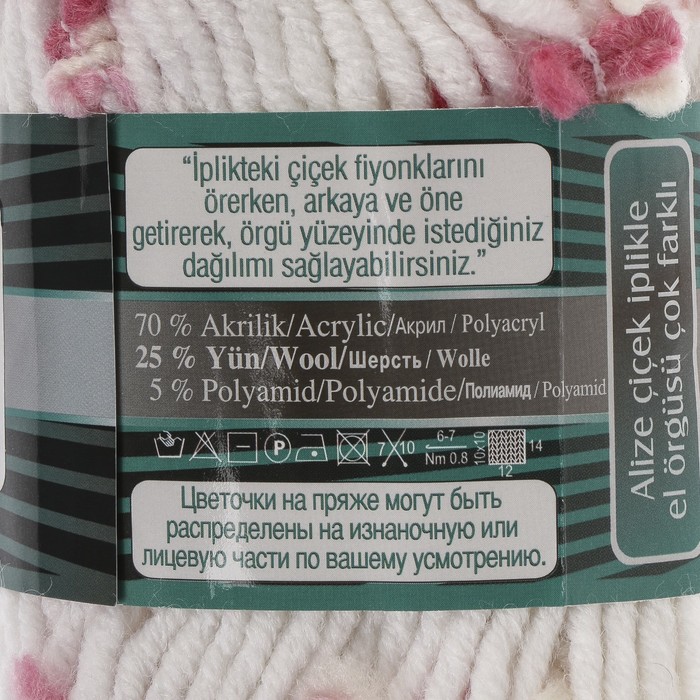 “İplikteki çiçek fiyonklarını
örerken, arkaya ve öne
getirerek, örgü yüzeyinde istediğiniz
dağılımı sağlayabilirsiniz.”
70 % Akrilik/Acrylic/Акрил / Polyacryl
25 % Yün/Wool/Шерсть / Wolle
5 % Polyamid/Polyamide/Полиамид / Polyamid
P 7 10 6-7 Nm 0.8 10x10 14 12
Цветочки на пряже могут быть
распределены на изнаночную или
лицевую части по вашему усмотрению.
Alize çiçek iplikle
el örgüsü çok farklı